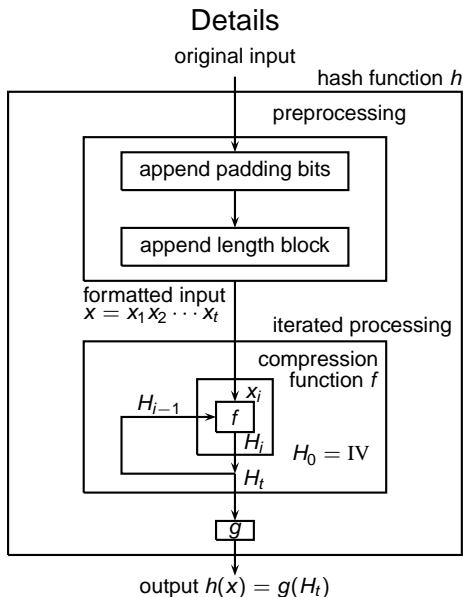 Details
original input
hash function h
preprocessing
append padding bits
append length block
formatted input
x = x₁x₂ ⋯ xₜ
iterated processing
compression
function f
xᵢ
Hᵢ₋₁
f
Hᵢ
H₀ = IV
Hₜ
g
output h(x) = g(Hₜ)